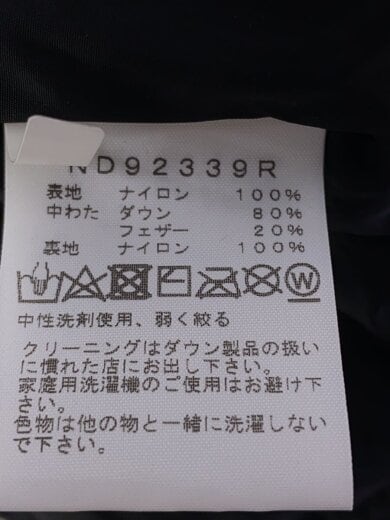 ND92339R
表地 ナイロン 100%
中わた ダウン 80%
フェザー 20%
裏地 ナイロン 100%
W
中性洗剤使用、弱く絞る
クリーニングはダウン製品の扱い
に慣れた店にお出し下さい。
家庭用洗濯機のご使用はお避け下
さい。
色物は他の物と一緒に洗濯しない
で下さい。